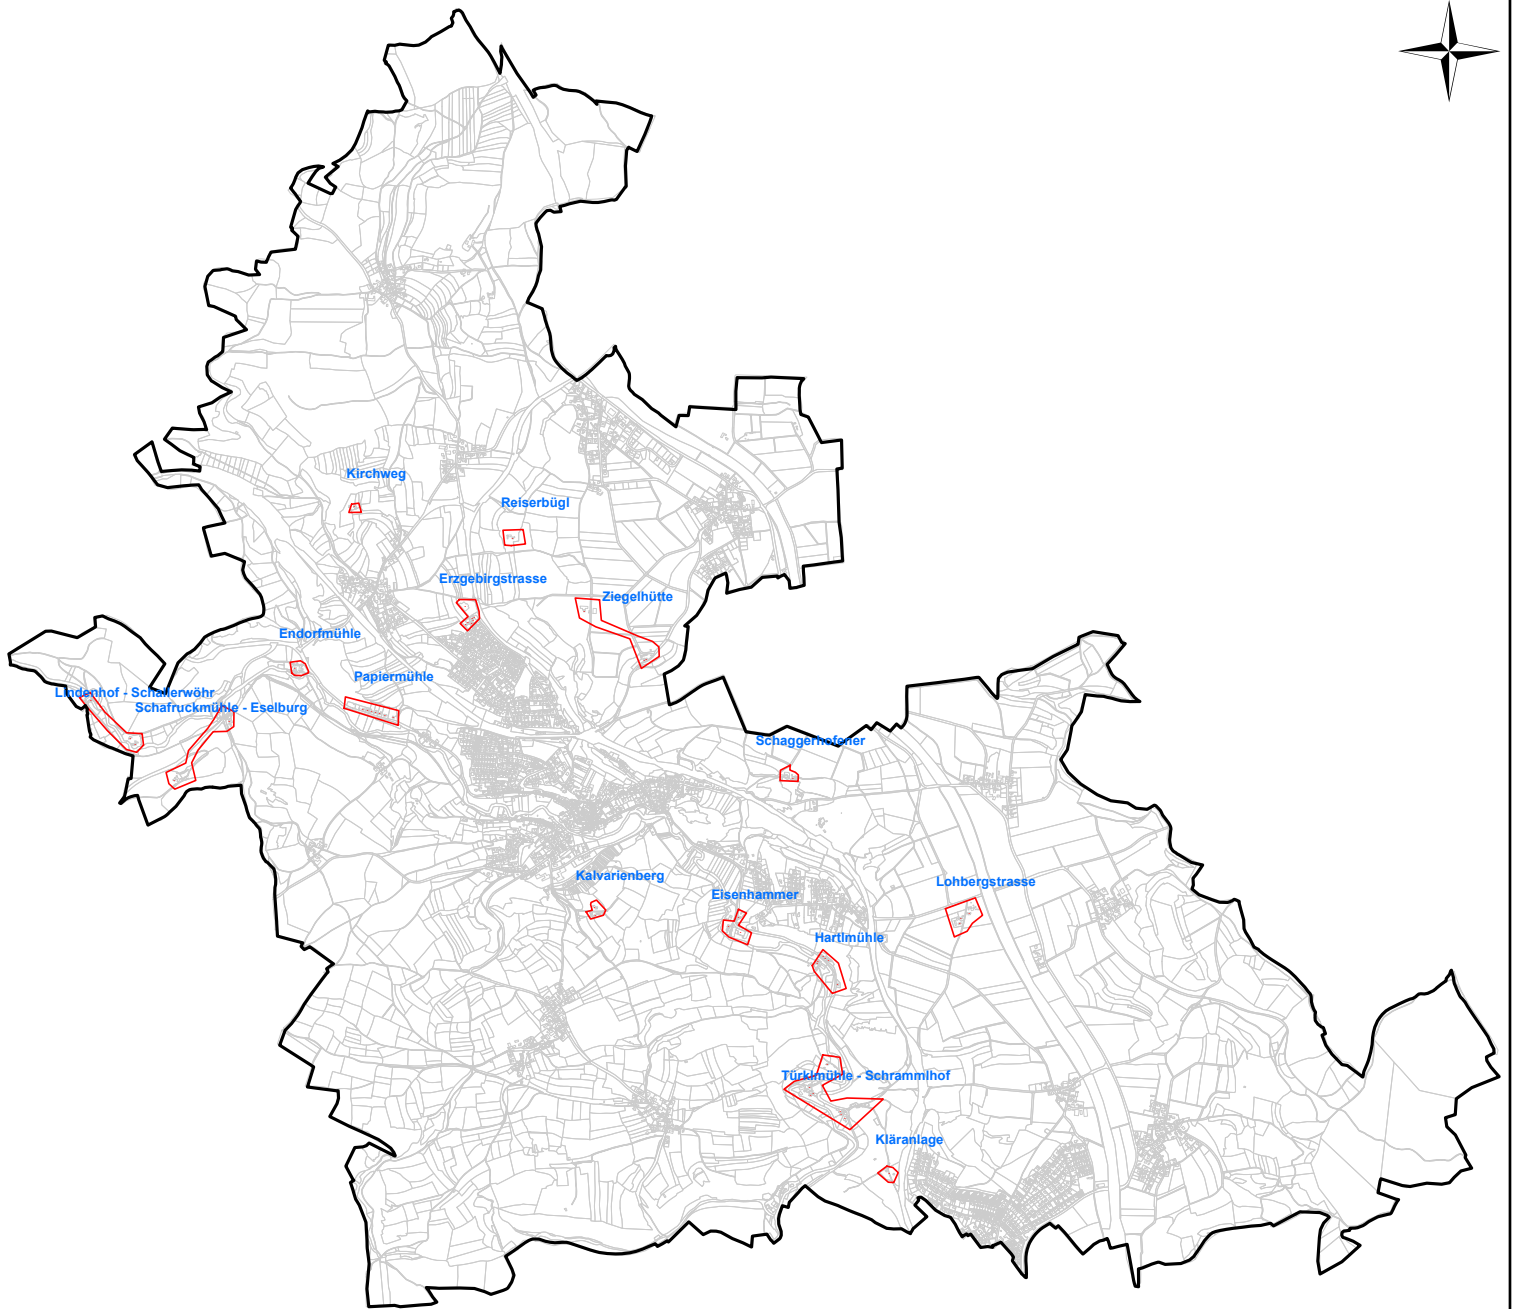 Kirchweg
Reiserbügl
Erzgebirgstrasse
Ziegelhütte
Endorfmühle
Papiermühle
Lindenhof - Schallerwöhr
Schafruckmühle - Eselburg
Schaggerhofener
Kalvarienberg
Eisenhammer
Lohbergstrasse
Hartlmühle
Türklmühle - Schrammlhof
Kläranlage